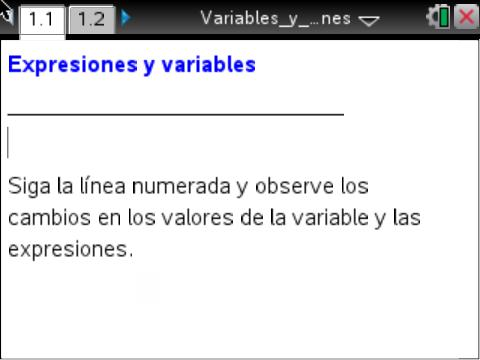 1.1 1.2 Variables_y_...nes
Expresiones y variables
Siga la línea numerada y observe los
cambios en los valores de la variable y las
expresiones.